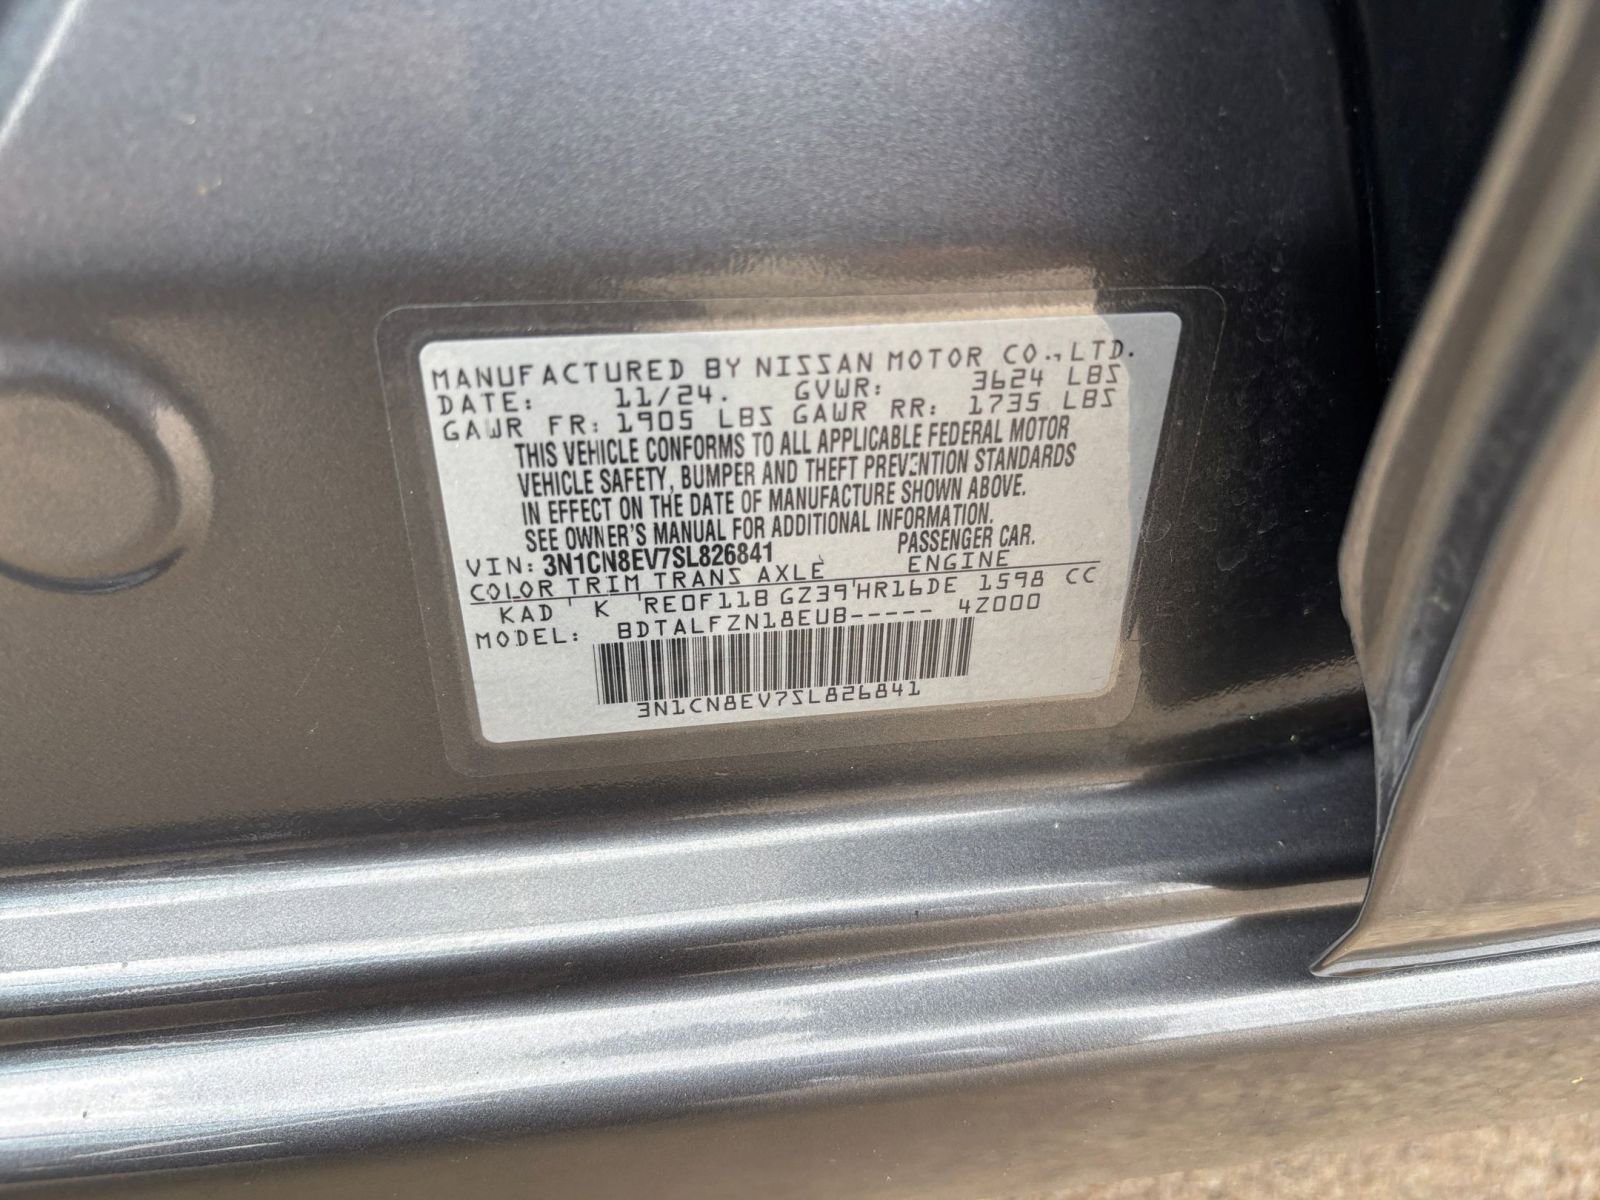 MANUFACTURED BY NISSAN MOTOR CO., LTD.
DATE: 11/24. GVWR: 3624 LBS
GAWR FR: 1905 LBS GAWR RR: 1735 LBS
THIS VEHICLE CONFORMS TO ALL APPLICABLE FEDERAL MOTOR
VEHICLE SAFETY, BUMPER AND THEFT PREVENTION STANDARDS
IN EFFECT ON THE DATE OF MANUFACTURE SHOWN ABOVE.
SEE OWNER'S MANUAL FOR ADDITIONAL INFORMATION.
VIN: 3N1CN8EV7SL826841 PASSENGER CAR.
COLOR TRIM TRANS AXLE ENGINE
KAD K RE0F11B GZ39 HR16DE 1598 CC
MODEL: BDTALFZN18EUB----- 4Z000
3N1CN8EV7SL826841